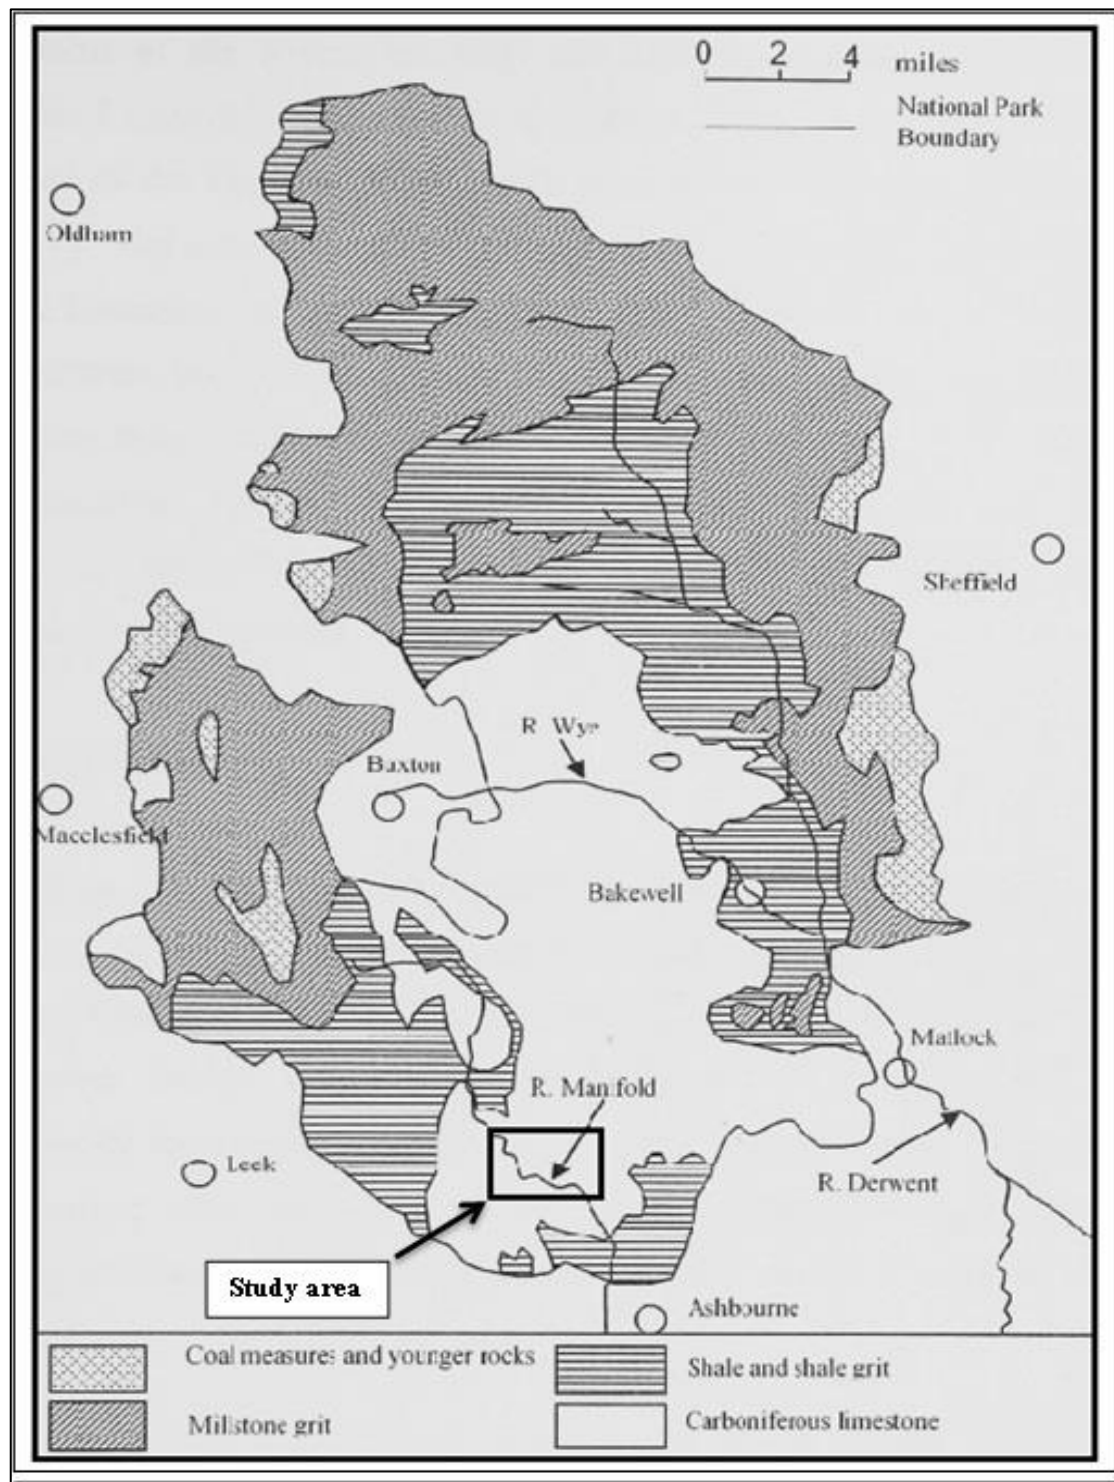 0 2 4 miles
National Park
Boundary
Oldham
Sheffield
R. Wye
Buxton
Macclesfield
Bakewell
Matlock
R. Manifold
Leek
R. Derwent
Study area
Ashbourne
Coal measures and younger rocks
Shale and shale grit
Millstone grit
Carboniferous limestone